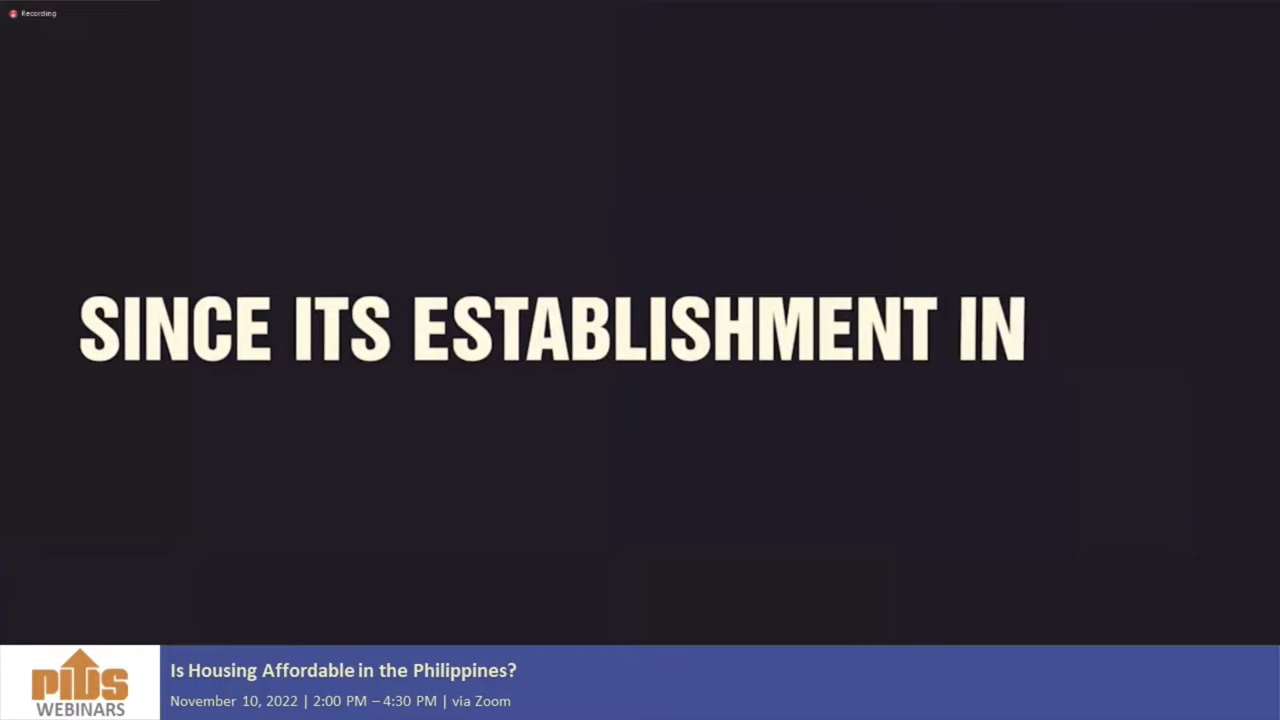 Recording
SINCE ITS ESTABLISHMENT IN
PIDS
WEBINARS
Is Housing Affordable in the Philippines?
November 10, 2022 | 2:00 PM – 4:30 PM | via Zoom